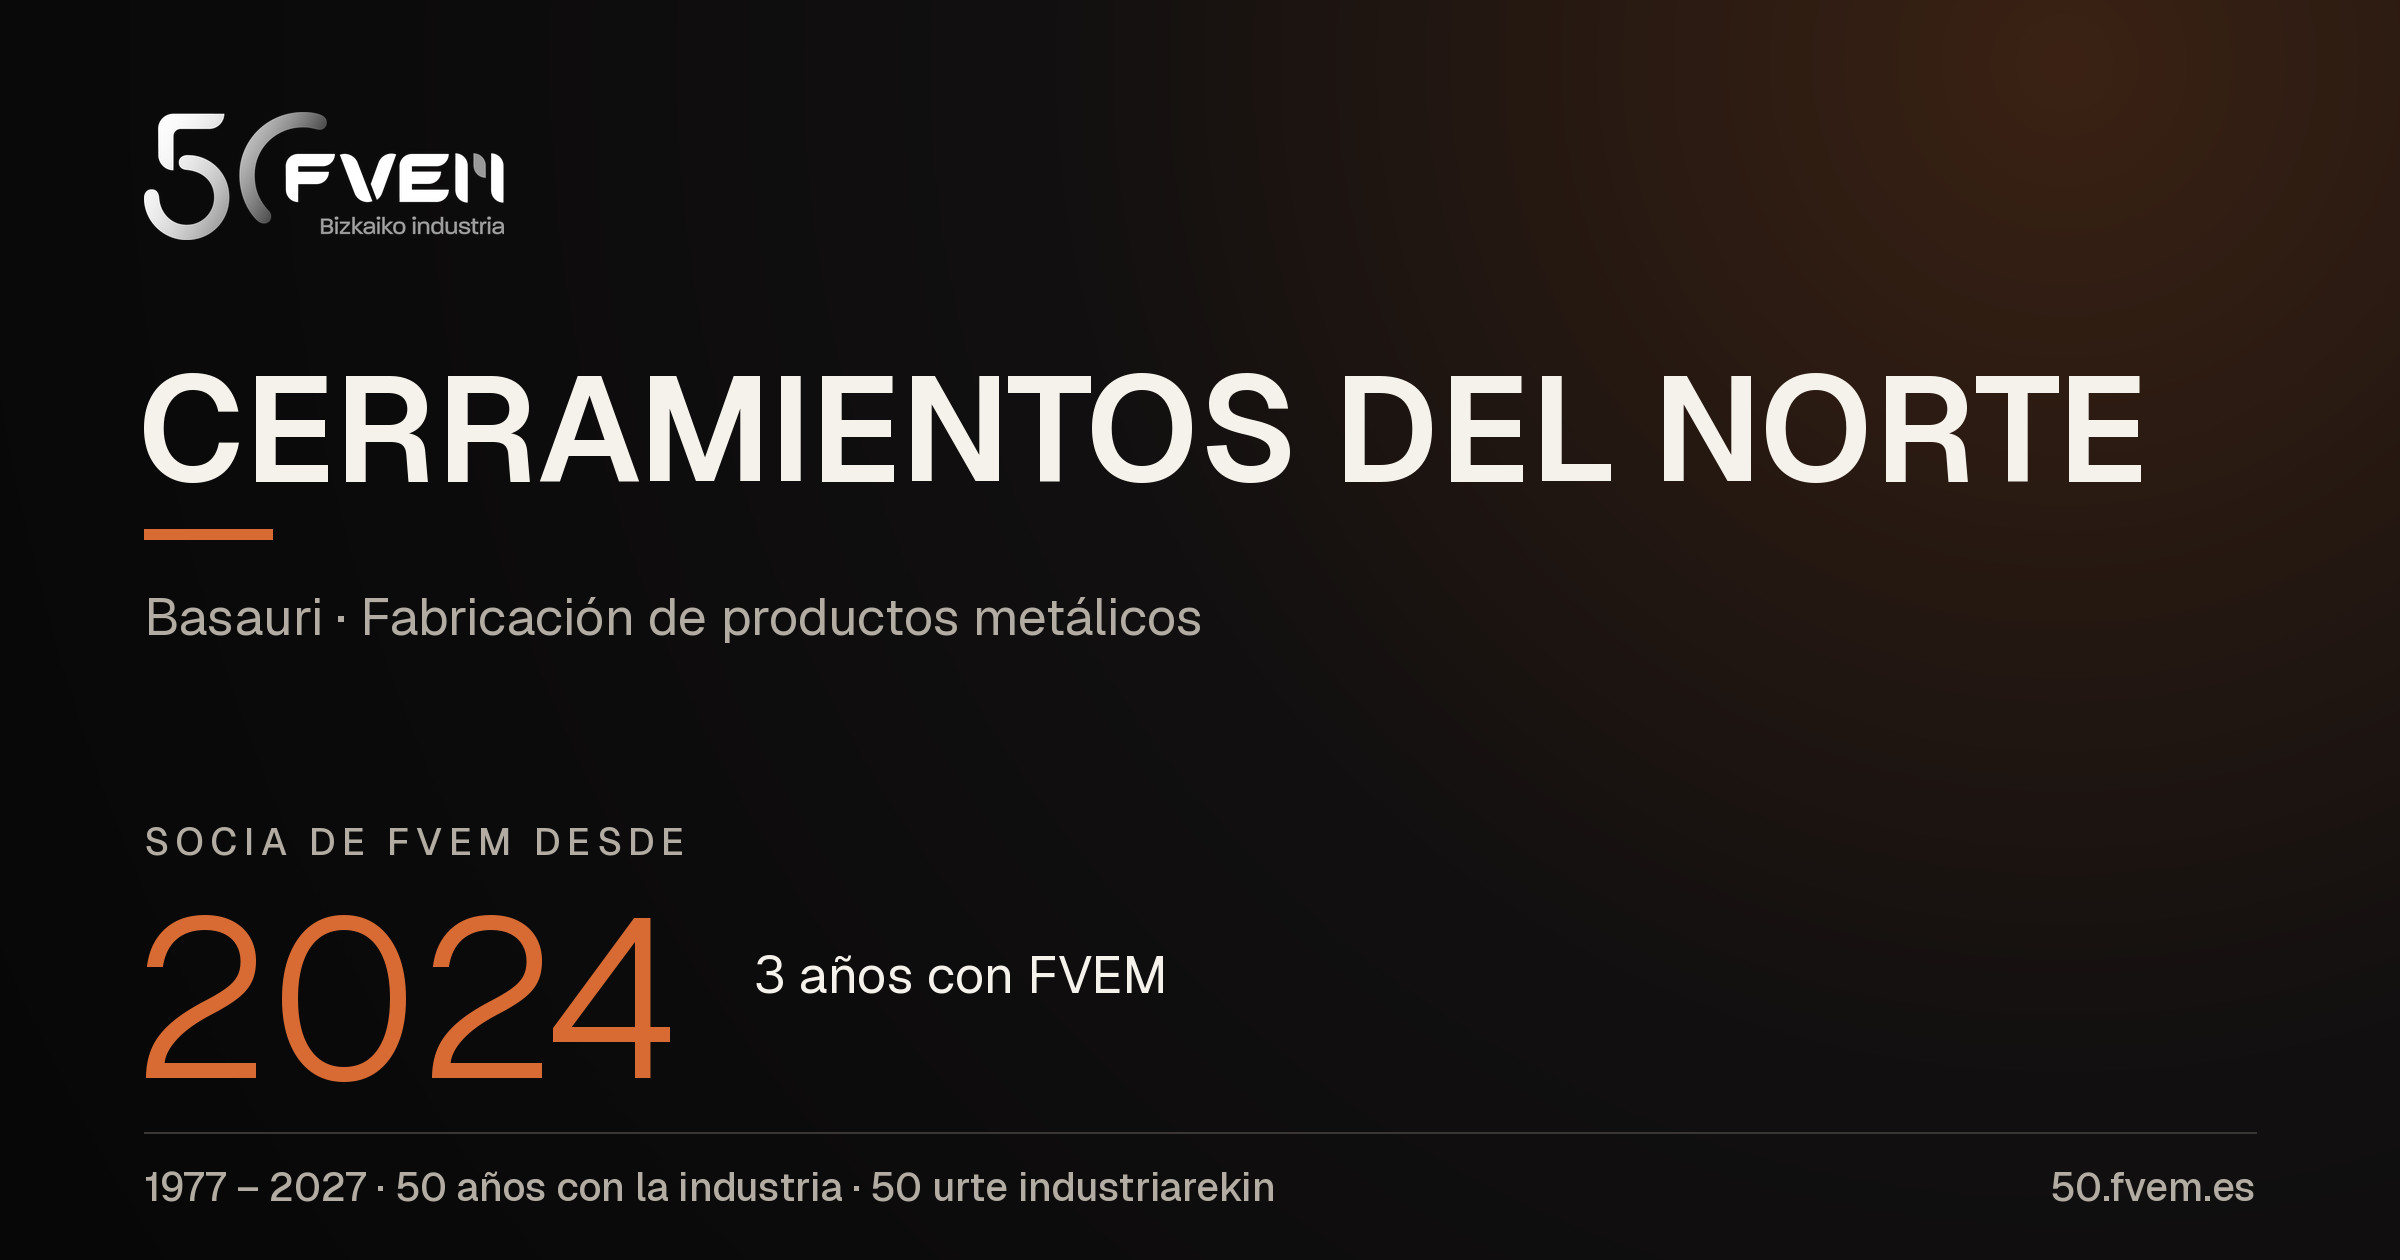 50 FVEM
Bizkaiko industria
CERRAMIENTOS DEL NORTE
Basauri · Fabricación de productos metálicos
SOCIA DE FVEM DESDE
2024
3 años con FVEM
1977 – 2027 · 50 años con la industria · 50 urte industriarekin
50.fvem.es